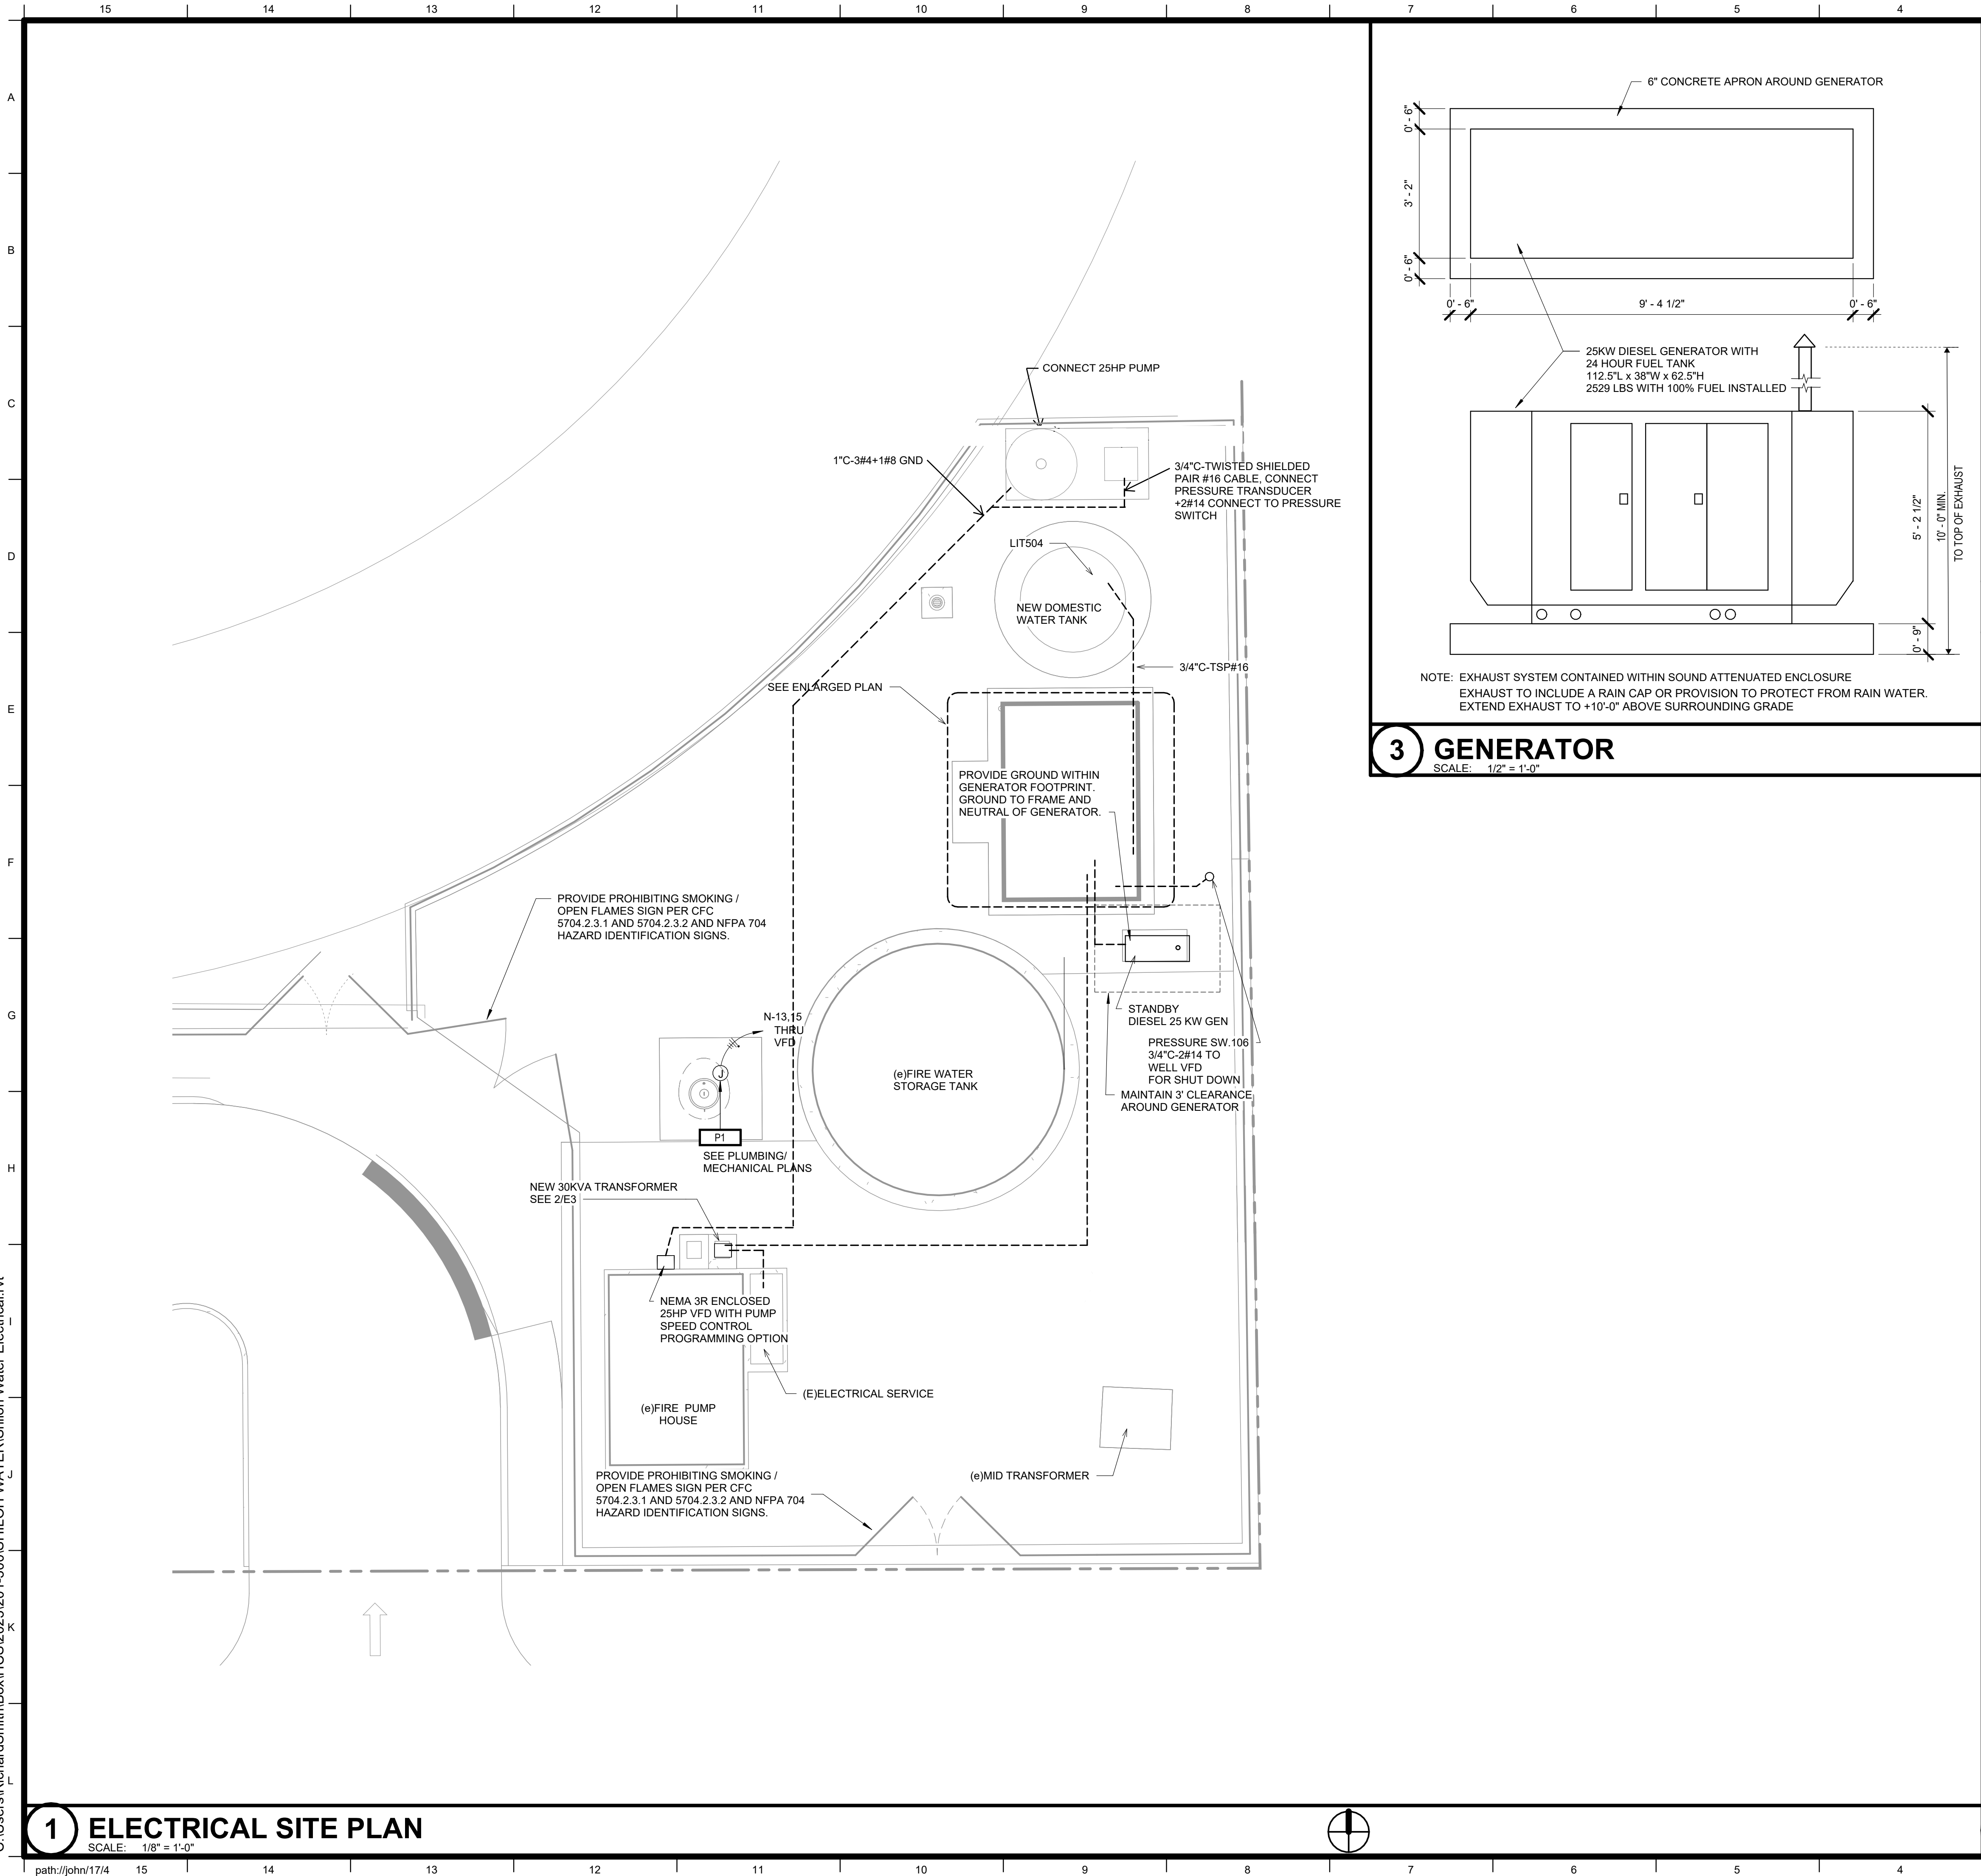 15 14 13 12 11 10 9 8 7 6 5 4
A
B
C
D
E
F
G
H
J
K
L
CONNECT 25HP PUMP
1"C-3#4+1#8 GND
3/4"C-TWISTED SHIELDED
PAIR #16 CABLE, CONNECT
PRESSURE TRANSDUCER
+2#14 CONNECT TO PRESSURE
SWITCH
LIT504
NEW DOMESTIC
WATER TANK
3/4"C-TSP#16
SEE ENLARGED PLAN
PROVIDE GROUND WITHIN
GENERATOR FOOTPRINT.
GROUND TO FRAME AND
NEUTRAL OF GENERATOR.
PROVIDE PROHIBITING SMOKING /
OPEN FLAMES SIGN PER CFC
5704.2.3.1 AND 5704.2.3.2 AND NFPA 704
HAZARD IDENTIFICATION SIGNS.
STANDBY
DIESEL 25 KW GEN
PRESSURE SW.106
3/4"C-2#14 TO
WELL VFD
FOR SHUT DOWN
MAINTAIN 3' CLEARANCE
AROUND GENERATOR
N-13,15
THRU
VFD
J
P1
SEE PLUMBING/
MECHANICAL PLANS
(e)FIRE WATER
STORAGE TANK
NEW 30KVA TRANSFORMER
SEE 2/E3
NEMA 3R ENCLOSED
25HP VFD WITH PUMP
SPEED CONTROL
PROGRAMMING OPTION
(E)ELECTRICAL SERVICE
(e)FIRE PUMP
HOUSE
(e)MID TRANSFORMER
PROVIDE PROHIBITING SMOKING /
OPEN FLAMES SIGN PER CFC
5704.2.3.1 AND 5704.2.3.2 AND NFPA 704
HAZARD IDENTIFICATION SIGNS.
6" CONCRETE APRON AROUND GENERATOR
0' - 6"
3' - 2"
0' - 6"
0' - 6"
9' - 4 1/2"
0' - 6"
25KW DIESEL GENERATOR WITH
24 HOUR FUEL TANK
112.5"L x 38"W x 62.5"H
2529 LBS WITH 100% FUEL INSTALLED
5' - 2 1/2"
10' - 0" MIN.
TO TOP OF EXHAUST
0' - 9"
NOTE: EXHAUST SYSTEM CONTAINED WITHIN SOUND ATTENUATED ENCLOSURE
EXHAUST TO INCLUDE A RAIN CAP OR PROVISION TO PROTECT FROM RAIN WATER.
EXTEND EXHAUST TO +10'-0" ABOVE SURROUNDING GRADE
3 GENERATOR
SCALE: 1/2" = 1'-0"
1 ELECTRICAL SITE PLAN
SCALE: 1/8" = 1'-0"
path://john/17/4
15 14 13 12 11 10 9 8 7 6 5 4